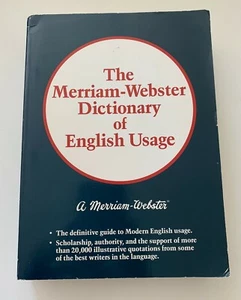 The
Merriam-Webster
Dictionary
of
English Usage
A Merriam-Webster®
• The definitive guide to Modern English usage.
• Scholarship, authority, and the support of more
than 20,000 illustrative quotations from some
of the best writers in the language.